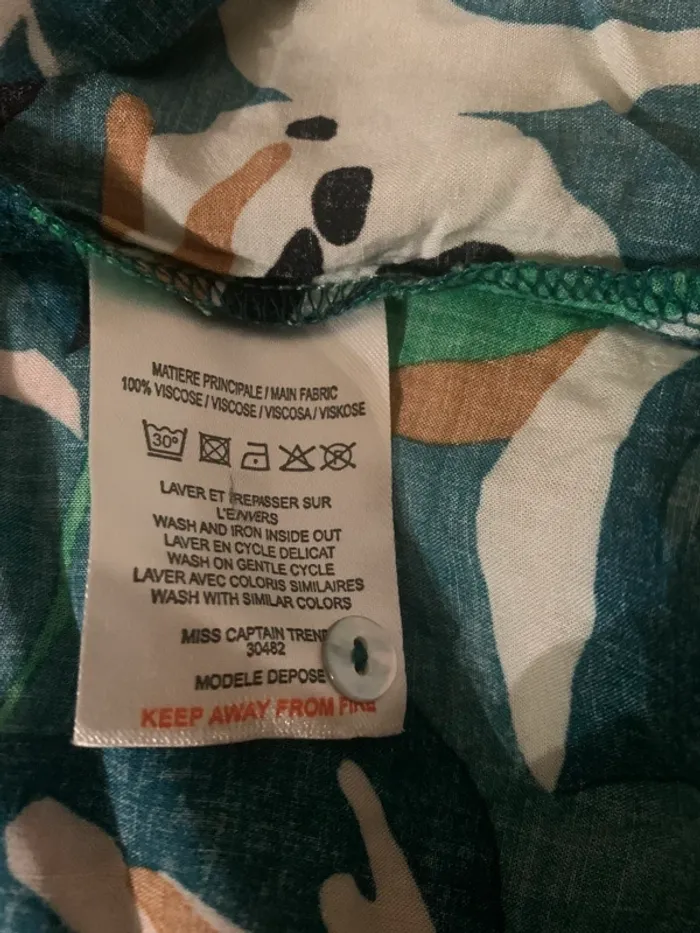 MATIERE PRINCIPALE / MAIN FABRIC
100% VISCOSE / VISCOSE / VISCOSA / VISKOSE
30°
LAVER ET REPASSER SUR
L'ENVERS
WASH AND IRON INSIDE OUT
LAVER EN CYCLE DELICAT
WASH ON GENTLE CYCLE
LAVER AVEC COLORIS SIMILAIRES
WASH WITH SIMILAR COLORS
MISS CAPTAIN
30482
MODELE DEPOSE
KEEP AWAY FROM FIRE